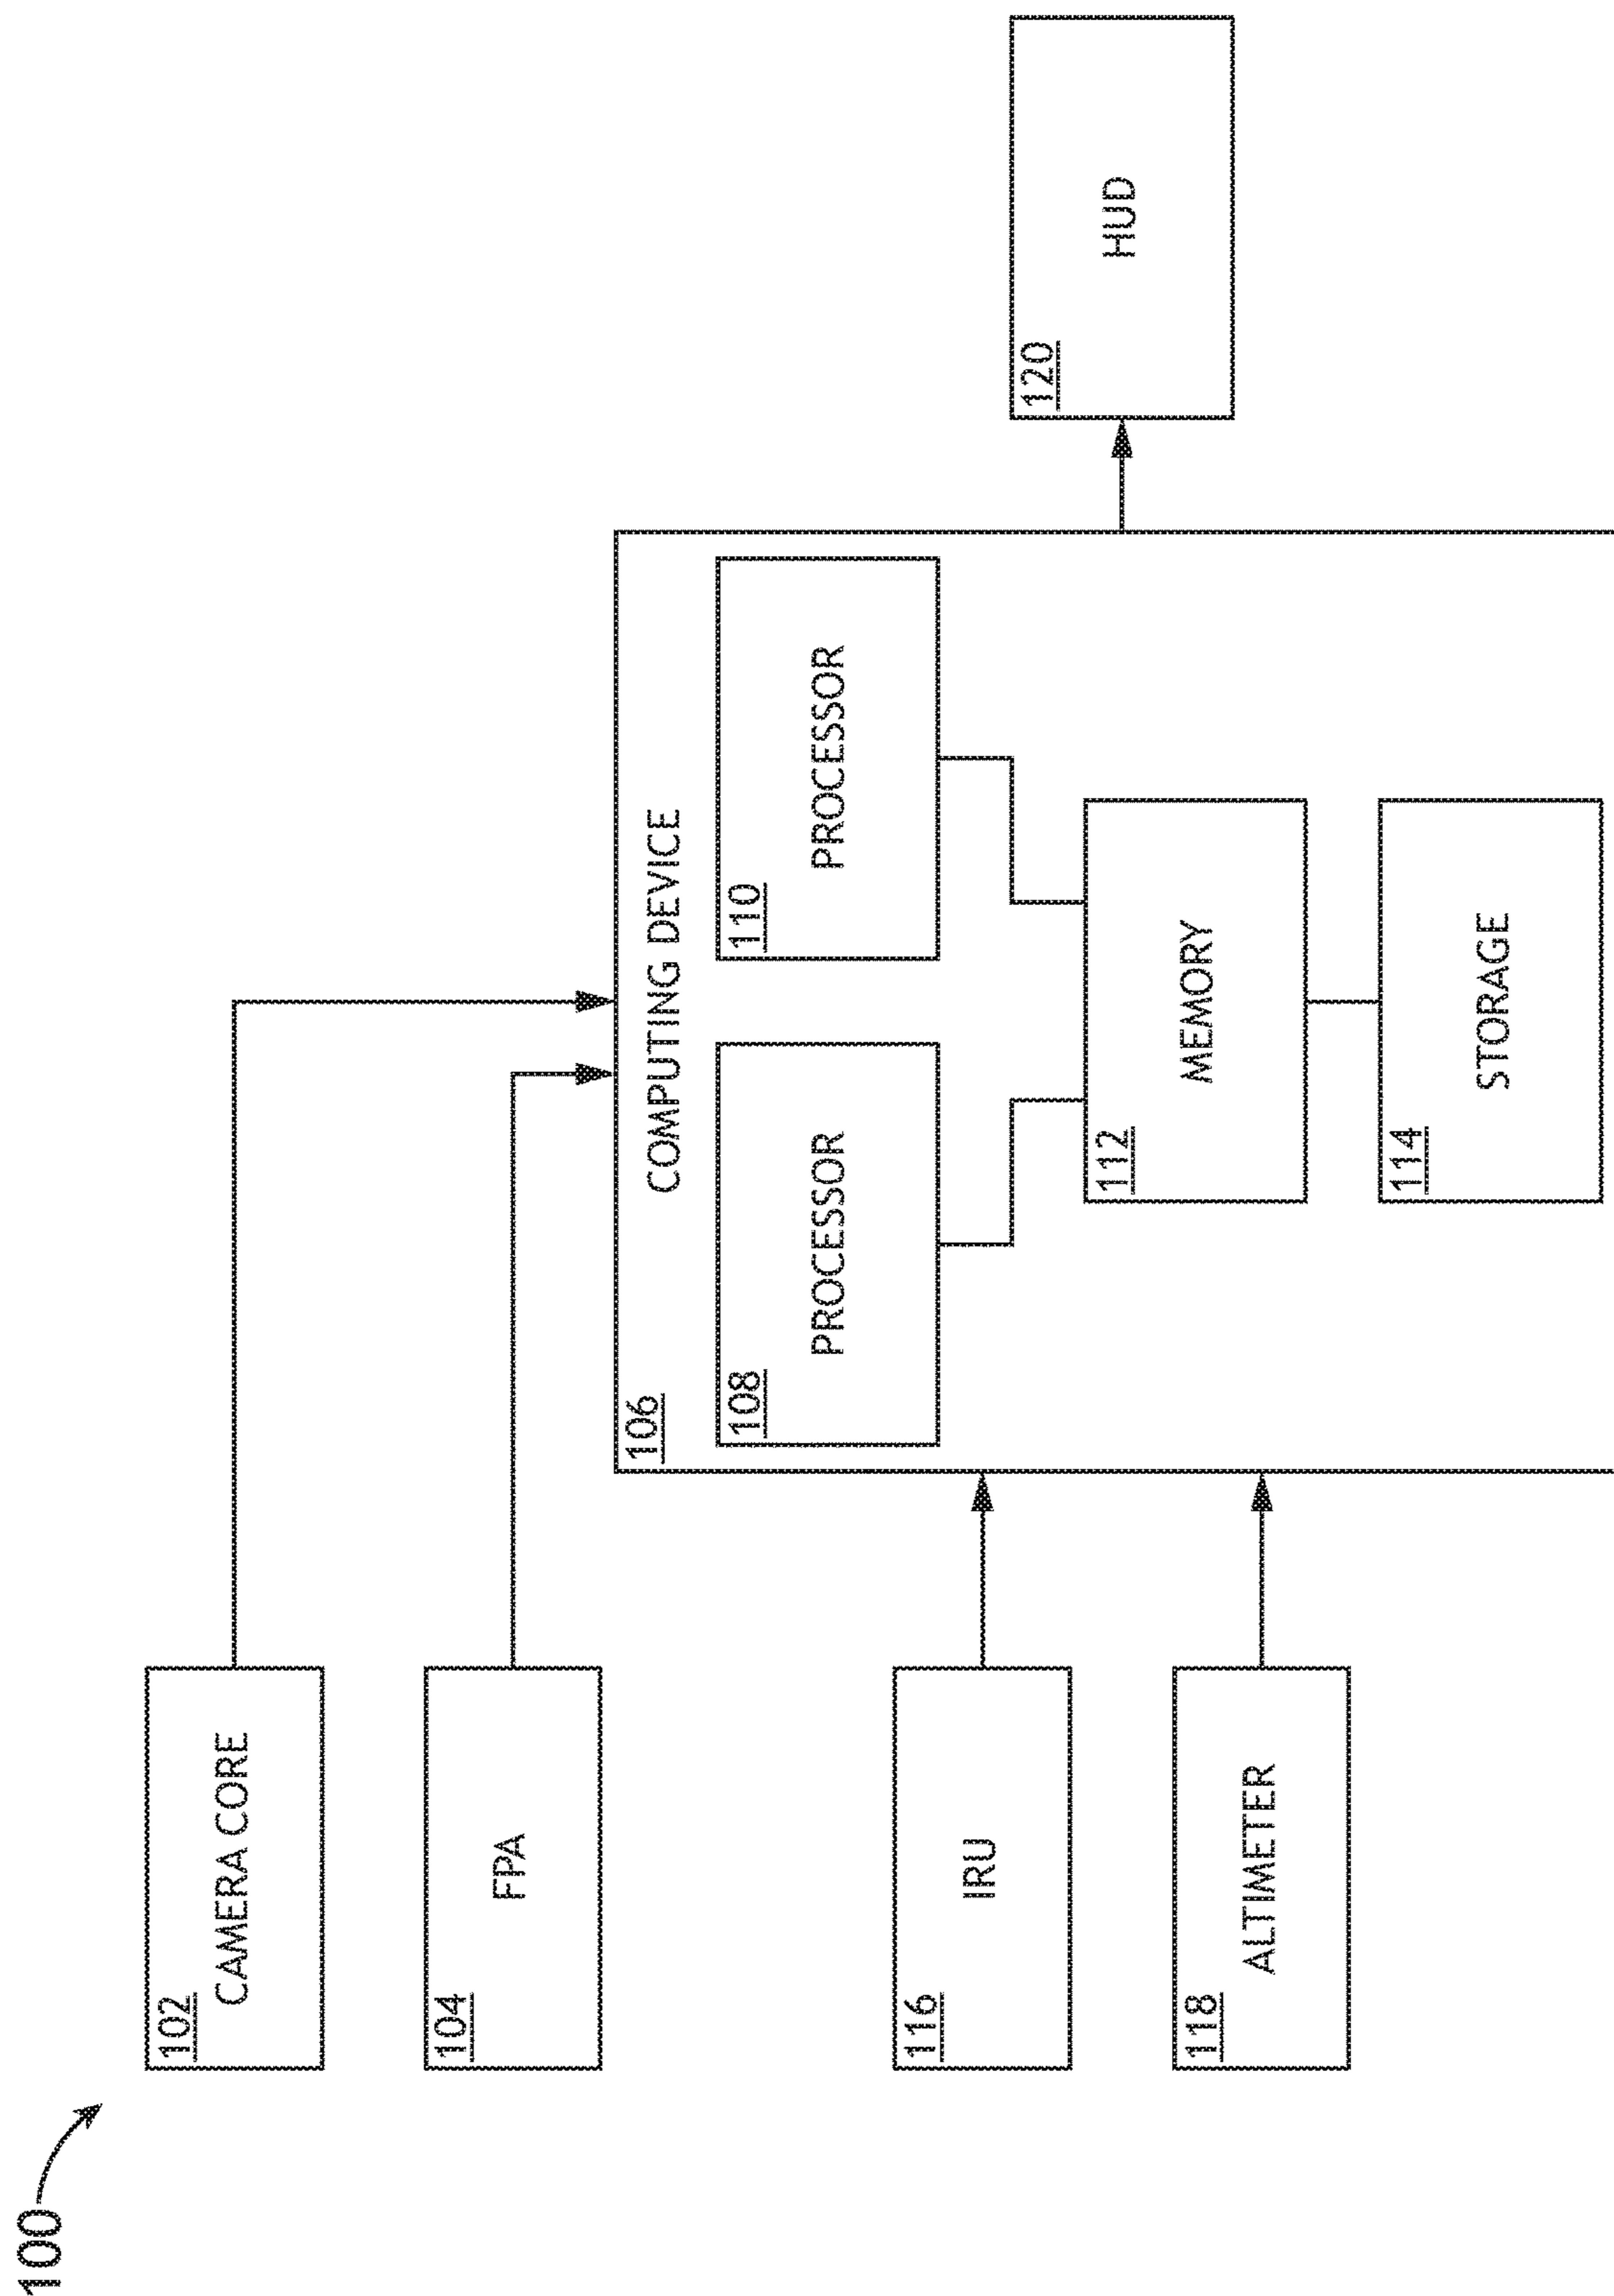 100
102
CAMERA CORE
104
FPA
106
COMPUTING DEVICE
108
PROCESSOR
110
PROCESSOR
112
MEMORY
114
STORAGE
116
IRU
118
ALTIMETER
120
HUD